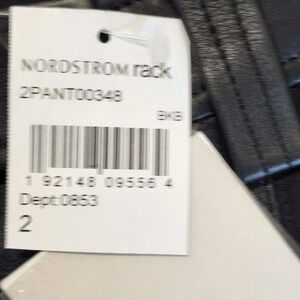 NORDSTROM rack
2PANT00348
BKB
1 92148 09556 4
Dept:0853
2